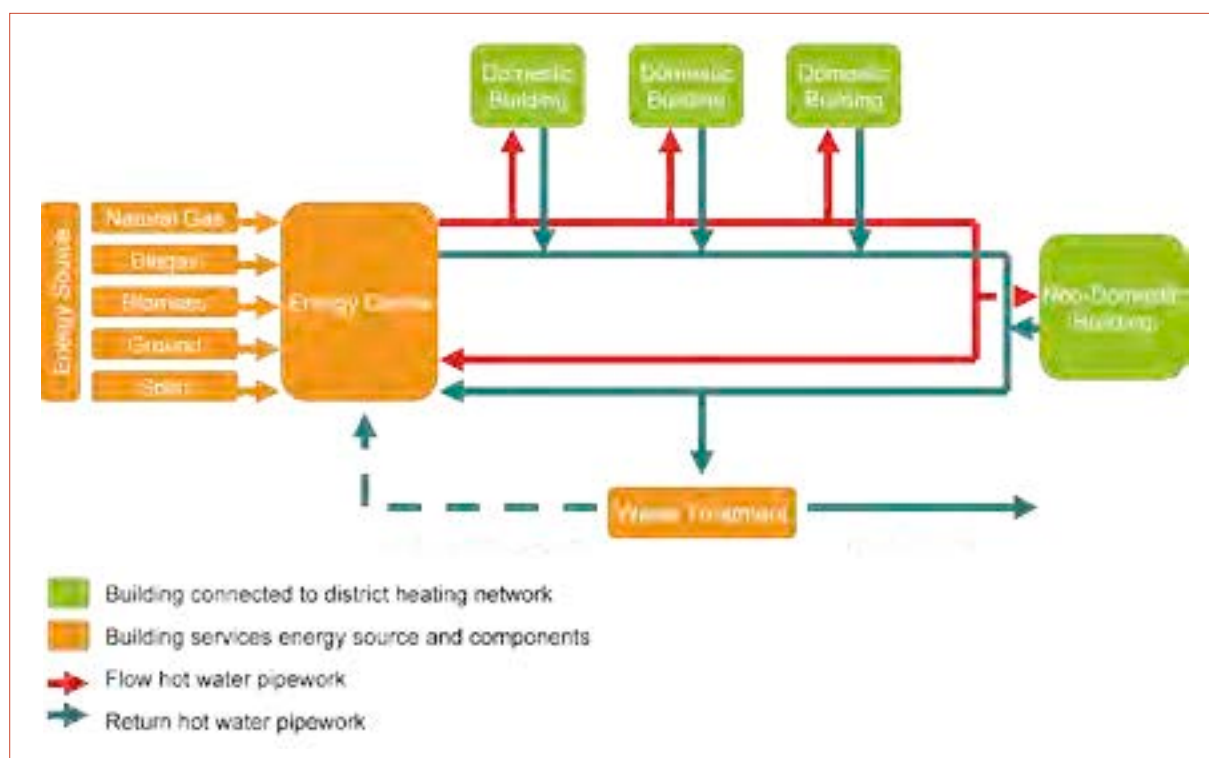 Domestic
Building
Domestic
Building
Domestic
Building
Energy Source
Natural Gas
Biogas
Biomass
Ground
Solar
Energy Centre
Non-Domestic
Building
Treatment
Building connected to district heating network
Building services energy source and components
Flow hot water pipework
Return hot water pipework